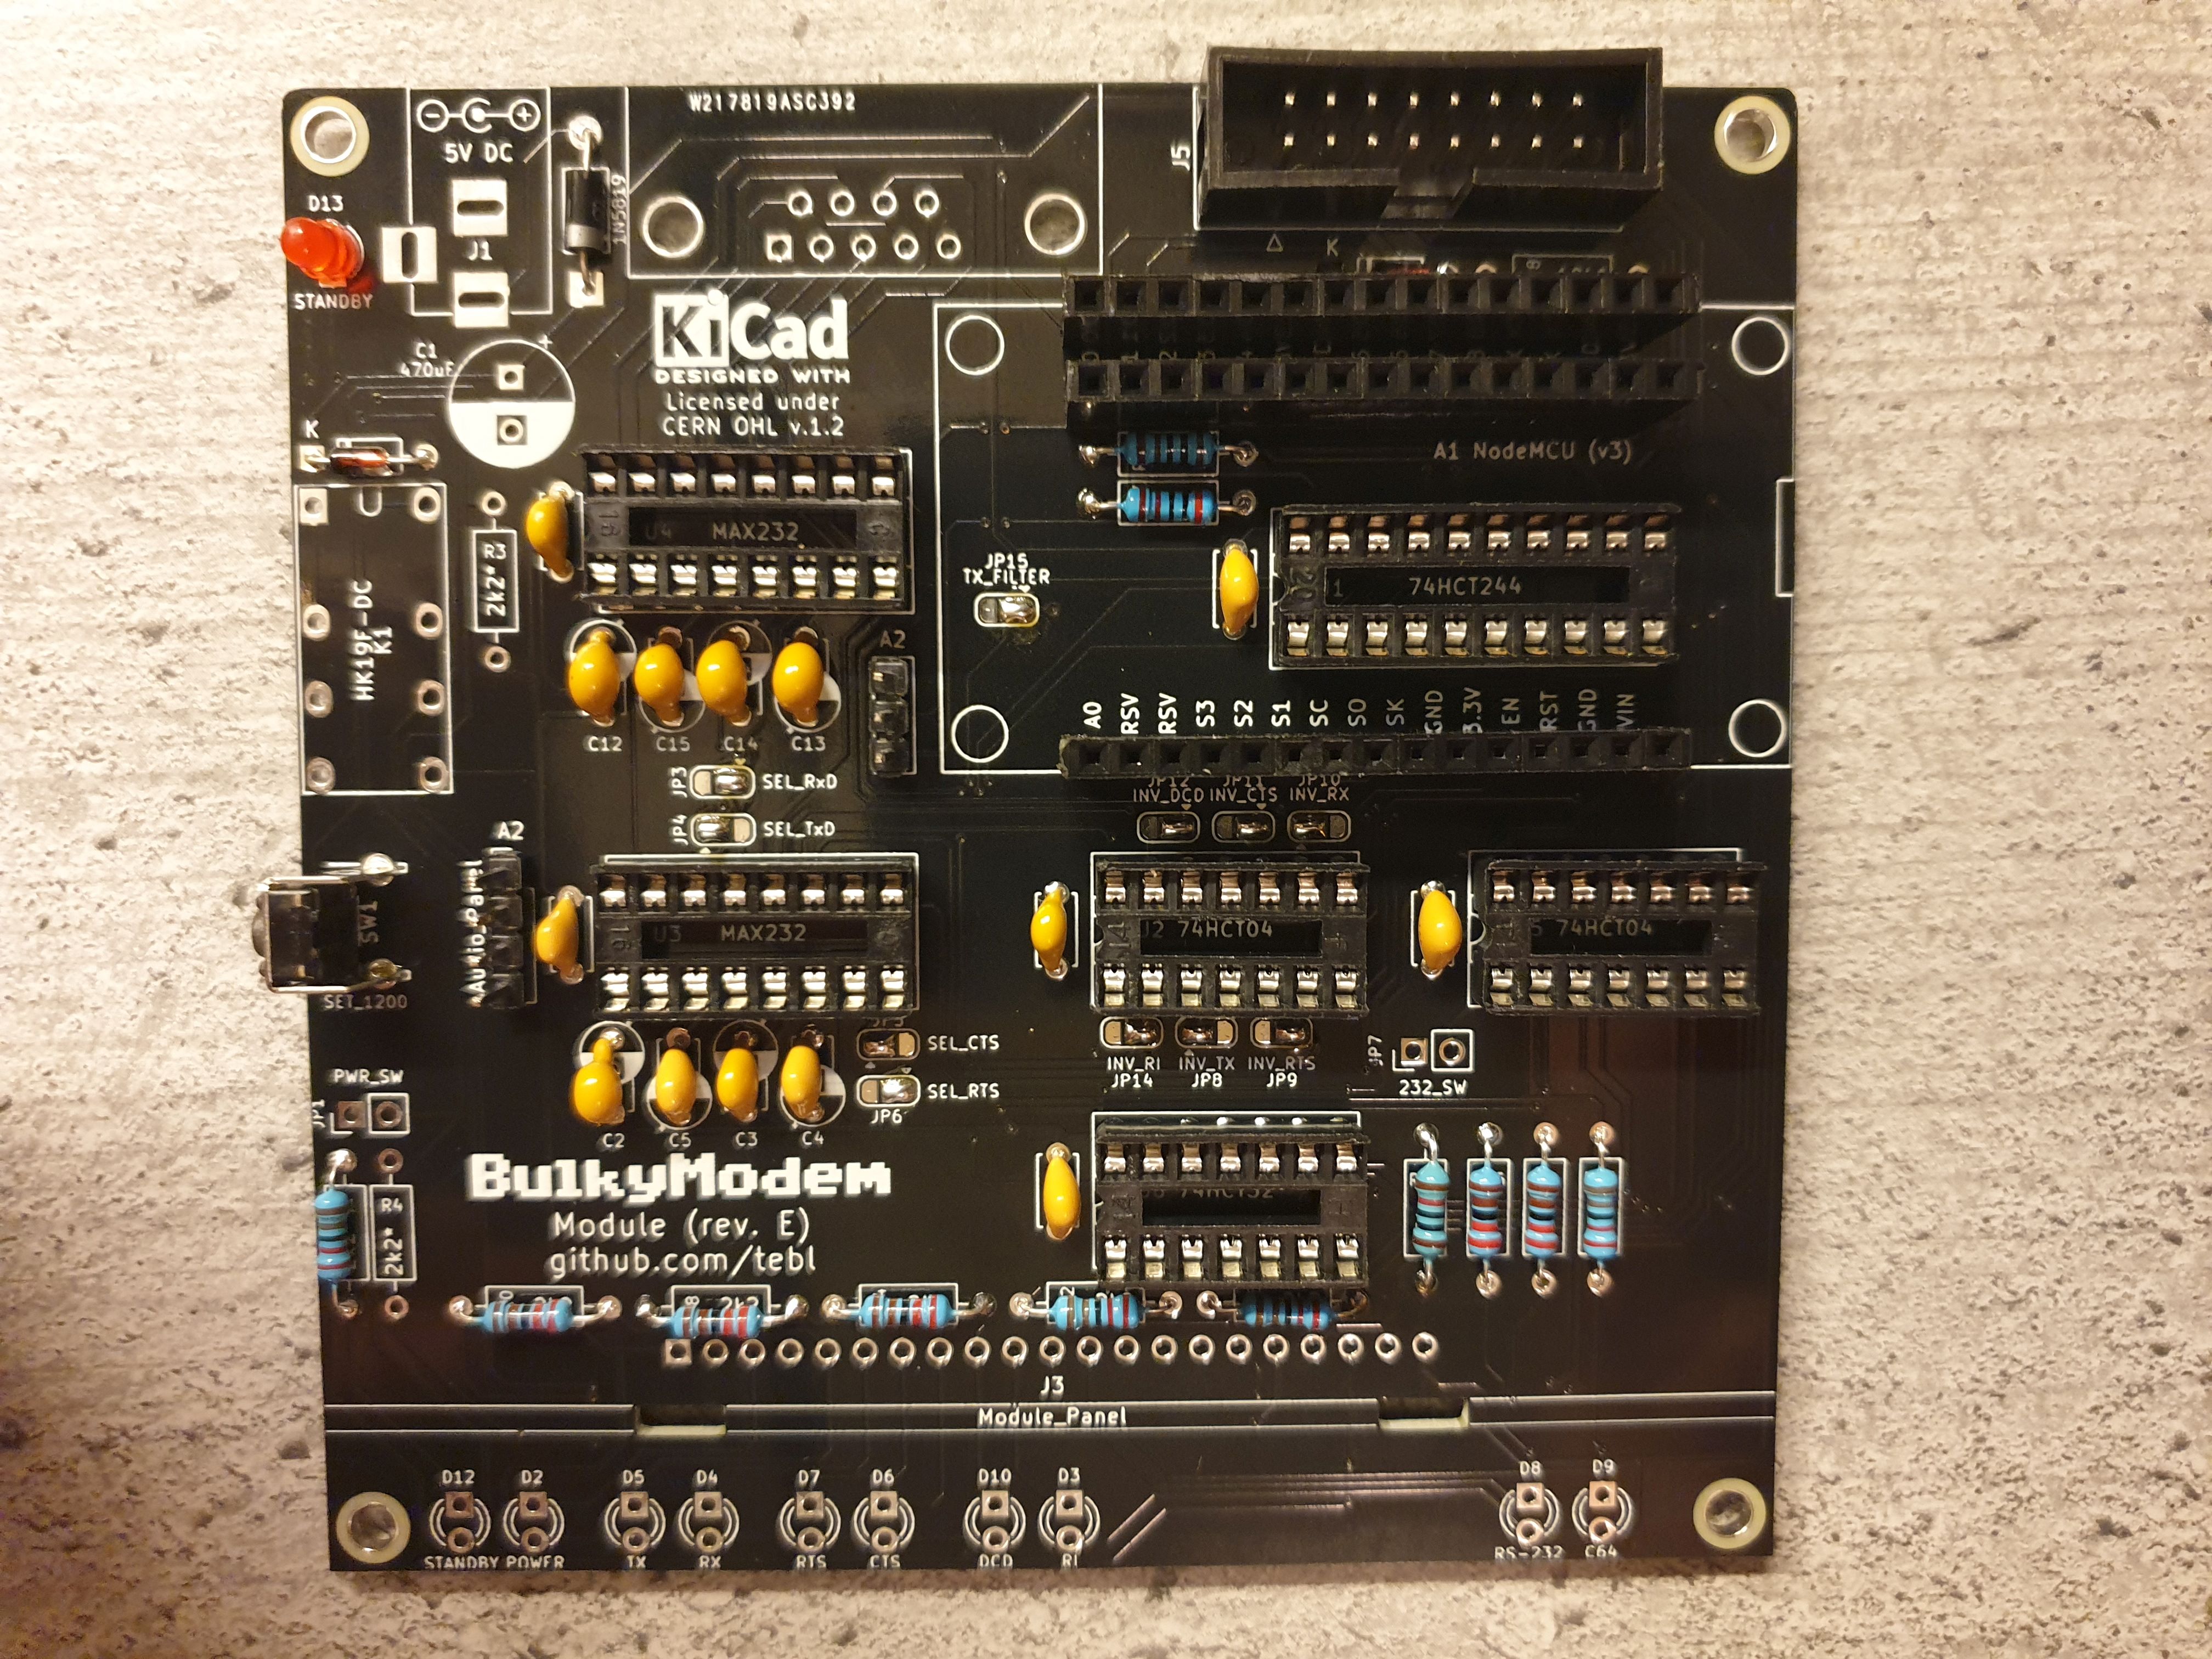 W217819ASCJ92
5V DC
J5
D13
1N5819
J1
STANDBY
K
KiCad
DESIGNED WITH
Licensed under
CERN OHL v.1.2
C1
470uF
K
A1 NodeMCU (v3)
U4 MAX232
R3
2k2*
HK19F-DC
K1
JP15
TX_FILTER
74HCT244
A2
A0 RSV RSV S3 S2 S1 SC SO SK GND 3.3V EN RST GND VIN
C12 C15 C14 C13
JP3 SEL_RxD
JP4 SEL_TxD
JP12 JP11 JP10
INV_DCD INV_CTS INV_RX
A2
Audio_Panel
SW1
SET_1200
16 U3 MAX232
74HCT04
74HCT04
SEL_CTS
SEL_RTS
JP6
INV_RI INV_TX INV_RTS
JP14 JP8 JP9
JP7
232_SW
PWR_SW
JP1
C2 C5 C3 C4
R4
2k2*
74HCT32
BulkyModem
Module (rev. E)
github.com/tebl
J3
Module_Panel
D12 D2 D5 D4 D7 D6 D10 D3 D8 D9
STANDBY POWER TX RX RTS CTS DCD RI RS-232 C64